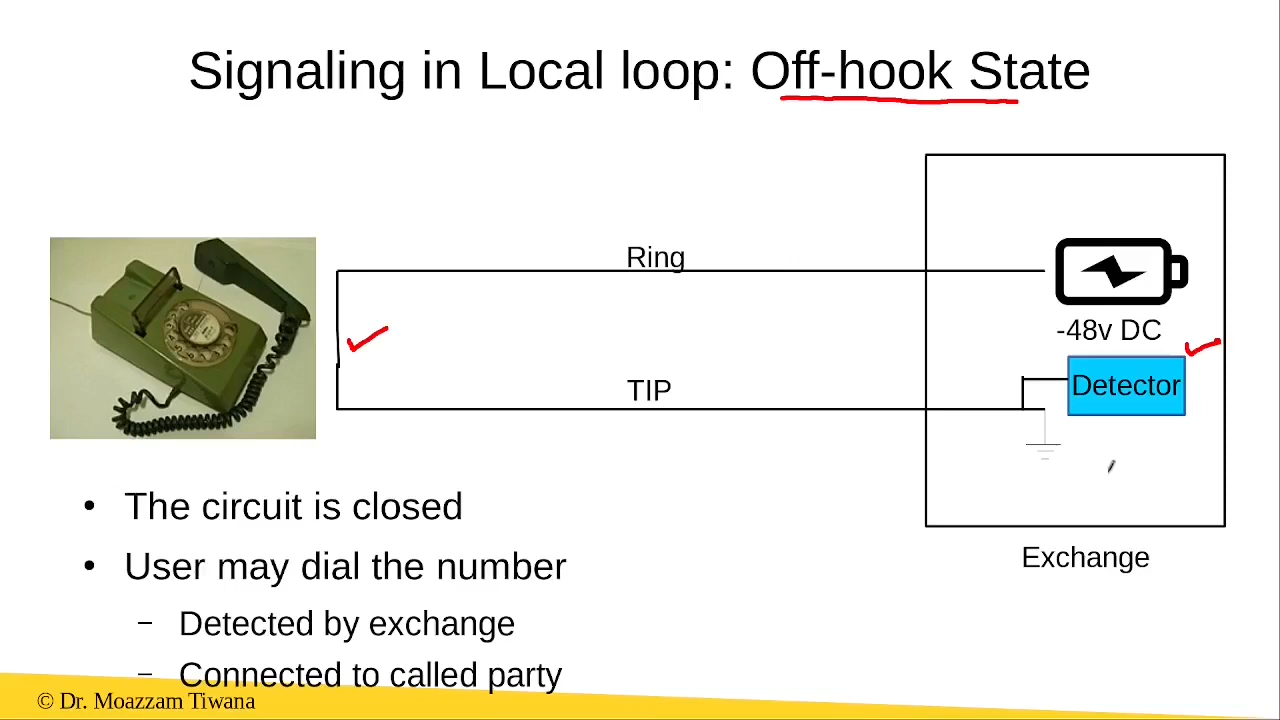 Signaling in Local loop: Off-hook State
Ring
-48v DC
TIP
Detector
• The circuit is closed
• User may dial the number
– Detected by exchange
– Connected to called party
Exchange
© Dr. Moazzam Tiwana